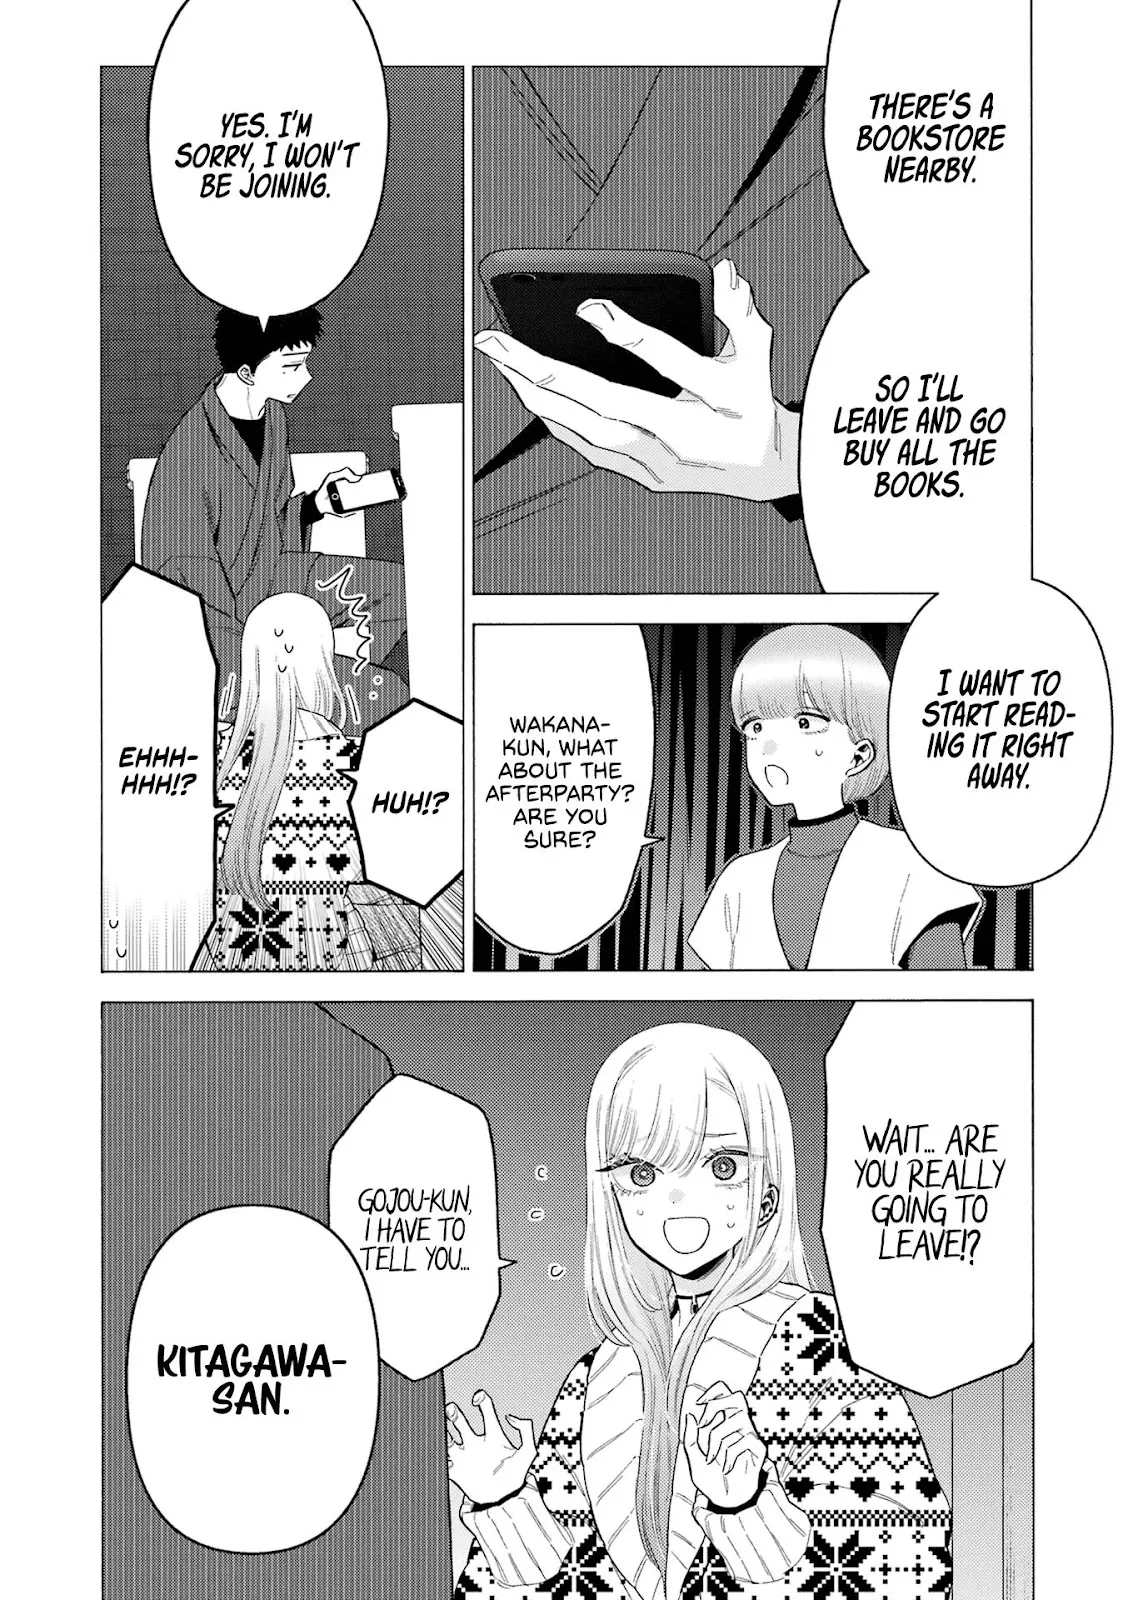 THERE'S A
BOOKSTORE
NEARBY.
SO I'LL
LEAVE AND GO
BUY ALL THE
BOOKS.
I WANT TO
START READ-
ING IT RIGHT
AWAY.
WAKANA-
KUN, WHAT
ABOUT THE
AFTERPARTY?
ARE YOU
SURE?
YES. I'M
SORRY, I WON'T
BE JOINING.
HUH!?
EHHH-
HHH!?
WAIT... ARE
YOU REALLY
GOING TO
LEAVE!?
GOJOU-KUN,
I HAVE TO
TELL YOU...
KITAGAWA-
SAN.